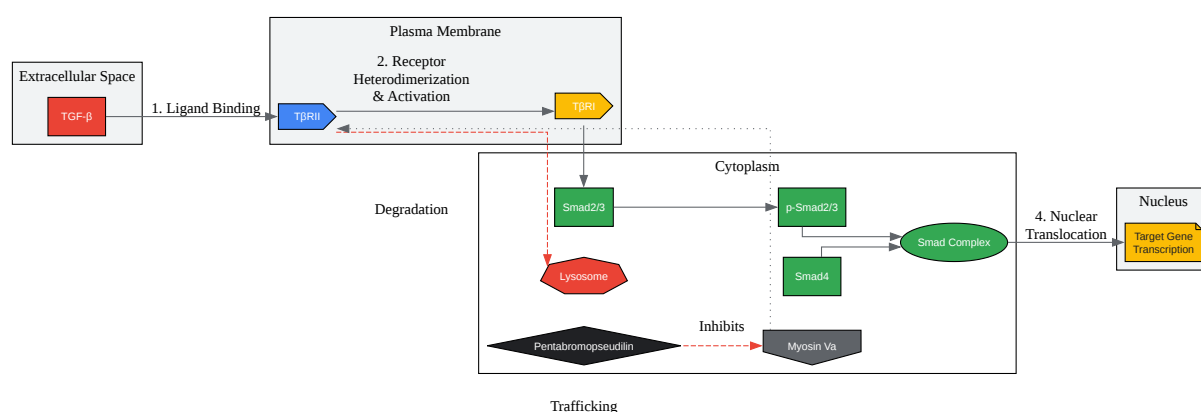 Plasma Membrane
2. Receptor
Heterodimerization
& Activation
Extracellular Space
TGF-β
1. Ligand Binding
TβRII
TβRI
Cytoplasm
Degradation
Smad2/3
p-Smad2/3
Smad Complex
4. Nuclear
Translocation
Nucleus
Target Gene
Transcription
Lysosome
Smad4
Pentabromopseudilin
Inhibits
Myosin Va
Trafficking